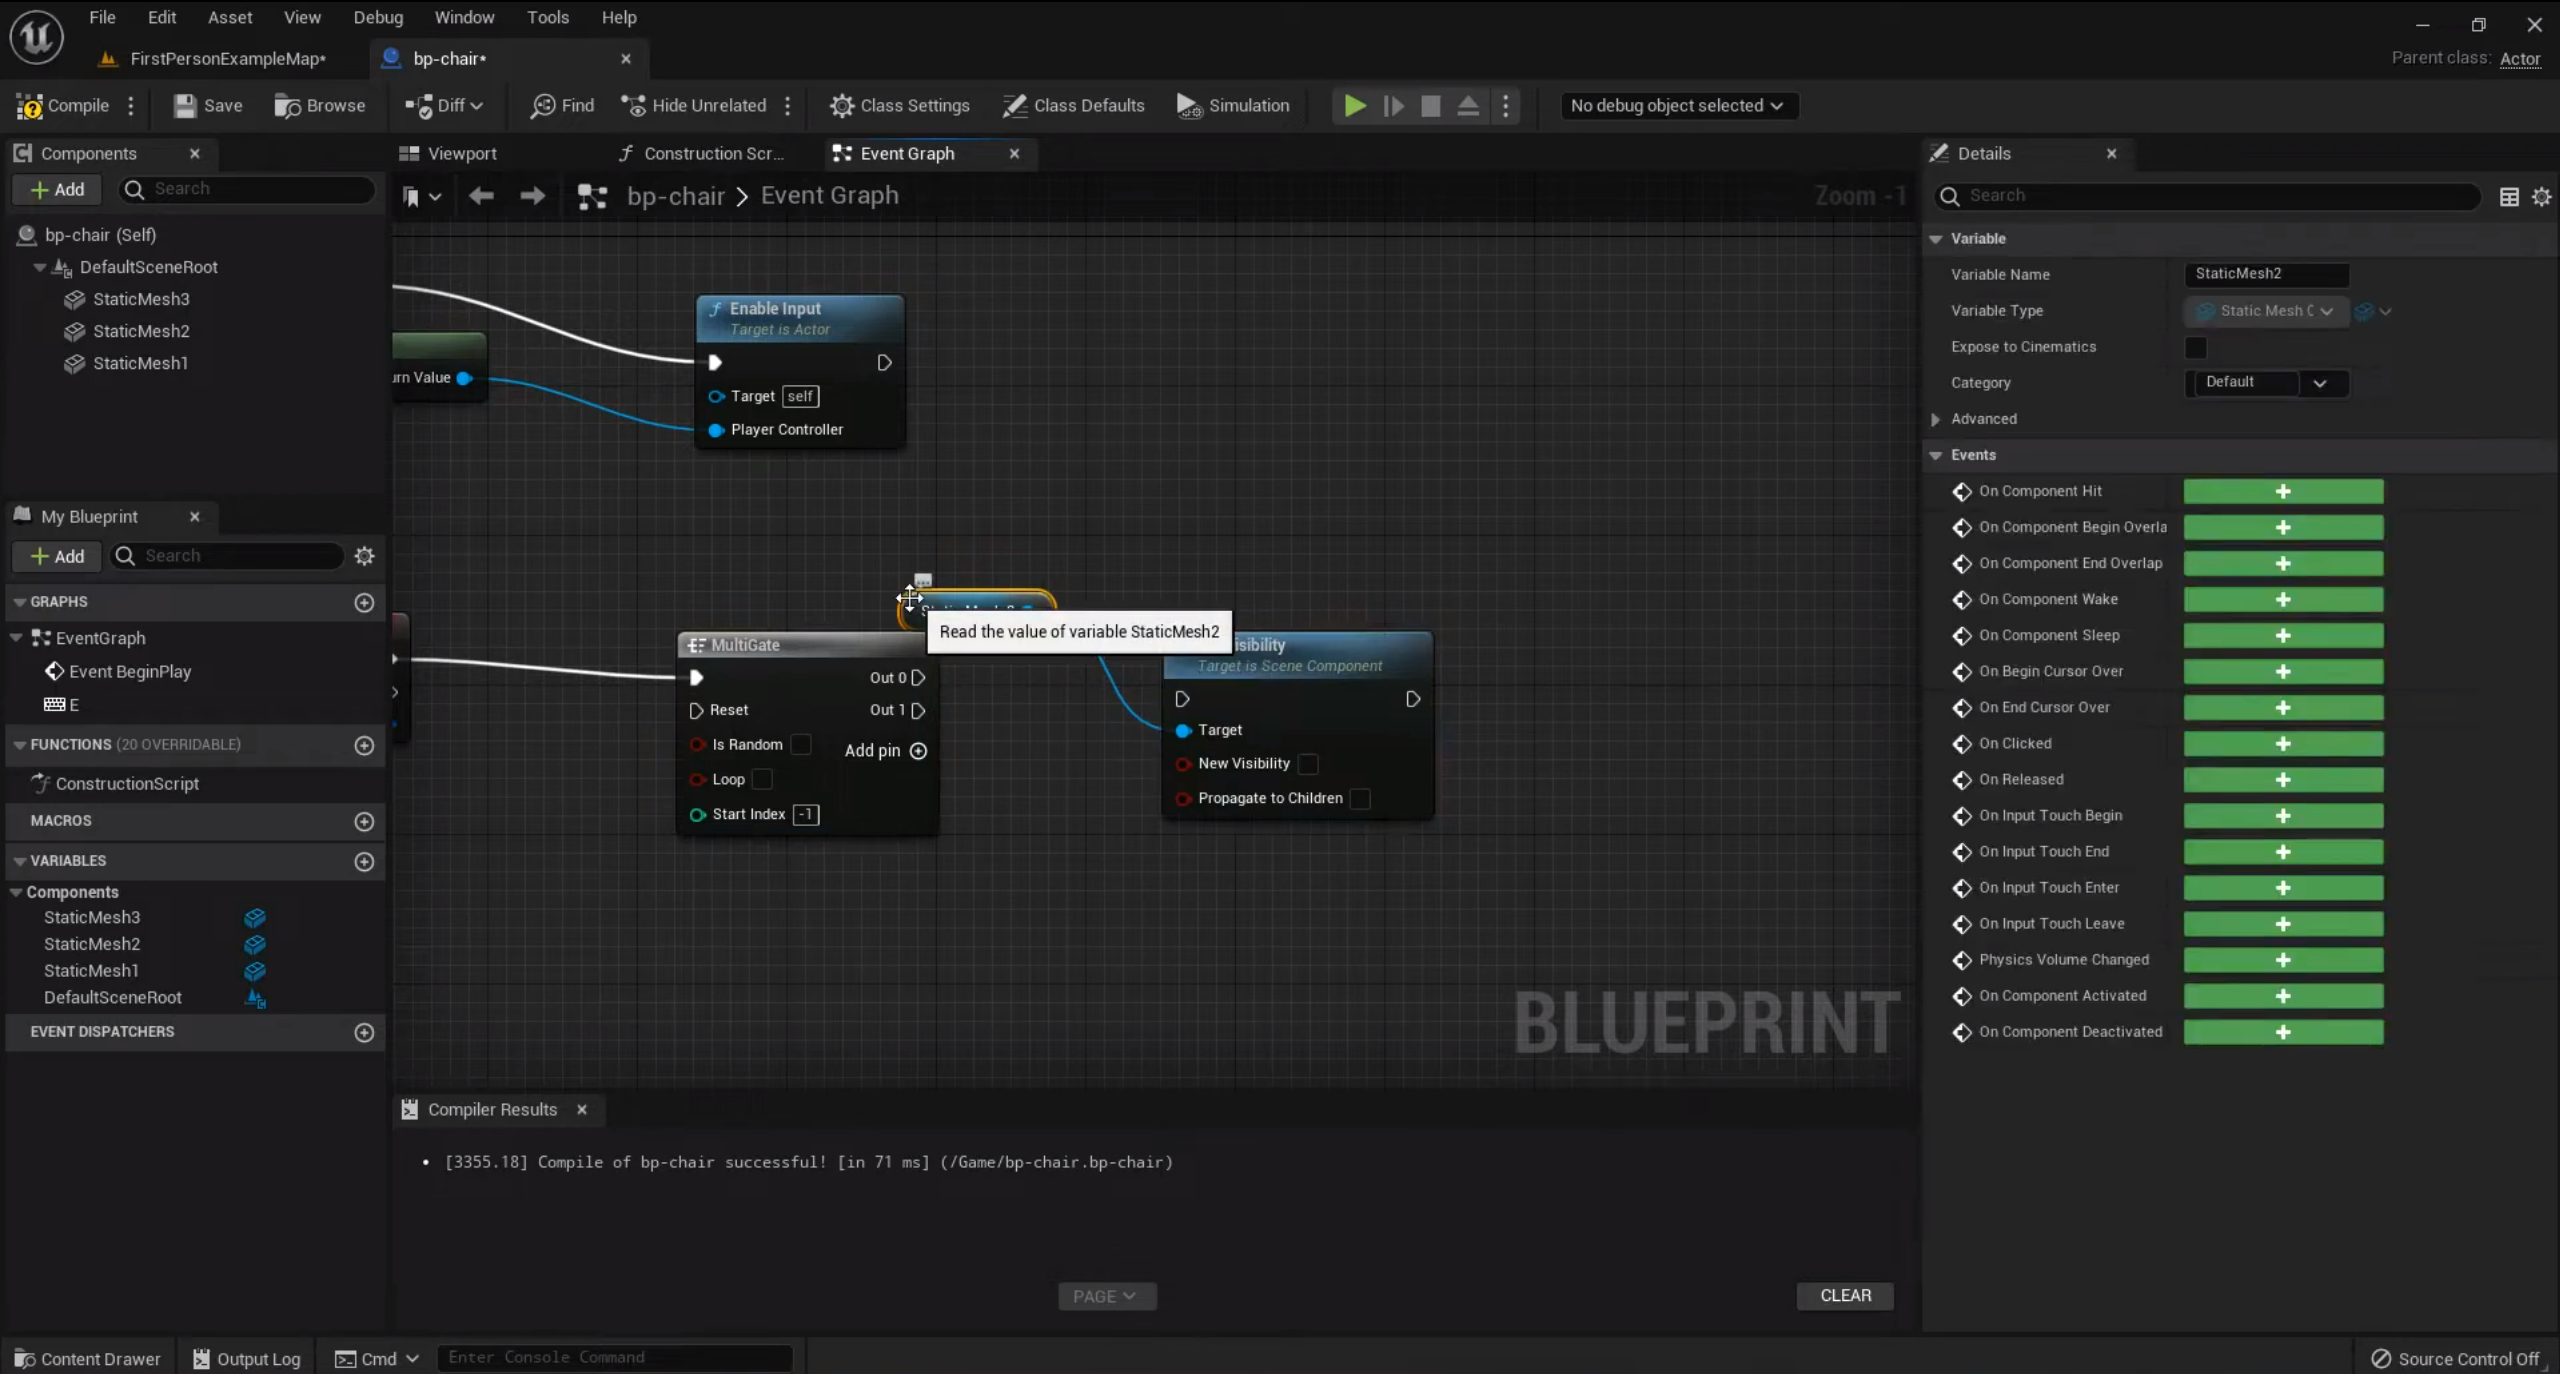 File Edit Asset View Debug Window Tools Help
FirstPersonExampleMap*
bp-chair*
Parent class: Actor
Compile
Save
Browse
Diff
Find
Hide Unrelated
Class Settings
Class Defaults
Simulation
No debug object selected
Components
Add
Search
bp-chair (Self)
DefaultSceneRoot
StaticMesh3
StaticMesh2
StaticMesh1
My Blueprint
Add
Search
GRAPHS
EventGraph
Event BeginPlay
E
FUNCTIONS (20 OVERRIDABLE)
ConstructionScript
MACROS
VARIABLES
Components
StaticMesh3
StaticMesh2
StaticMesh1
DefaultSceneRoot
EVENT DISPATCHERS
Viewport
Construction Scr...
Event Graph
bp-chair > Event Graph
Zoom -1
Enable Input
Target is Actor
Target self
Player Controller
urn Value
Read the value of variable StaticMesh2
MultiGate
Out 0
Reset
Out 1
Is Random
Add pin
Loop
Start Index -1
isibility
Target is Scene Component
Target
New Visibility
Propagate to Children
BLUEPRINT
Compiler Results
• [3355.18] Compile of bp-chair successful! [in 71 ms] (/Game/bp-chair.bp-chair)
PAGE
CLEAR
Details
Search
Variable
Variable Name StaticMesh2
Variable Type Static Mesh C
Expose to Cinematics
Category Default
Advanced
Events
On Component Hit
On Component Begin Overla
On Component End Overlap
On Component Wake
On Component Sleep
On Begin Cursor Over
On End Cursor Over
On Clicked
On Released
On Input Touch Begin
On Input Touch End
On Input Touch Enter
On Input Touch Leave
Physics Volume Changed
On Component Activated
On Component Deactivated
Content Drawer
Output Log
Cmd
Enter Console Command
Source Control Off